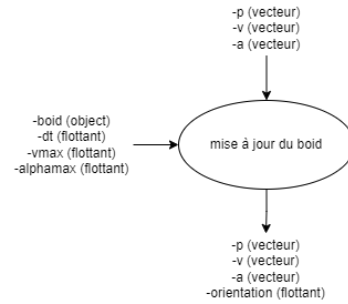 -p (vecteur)
-v (vecteur)
-a (vecteur)
-boid (object)
-dt (flottant)
-vmax (flottant)
-alphamax (flottant)
mise à jour du boid
-p (vecteur)
-v (vecteur)
-a (vecteur)
-orientation (flottant)